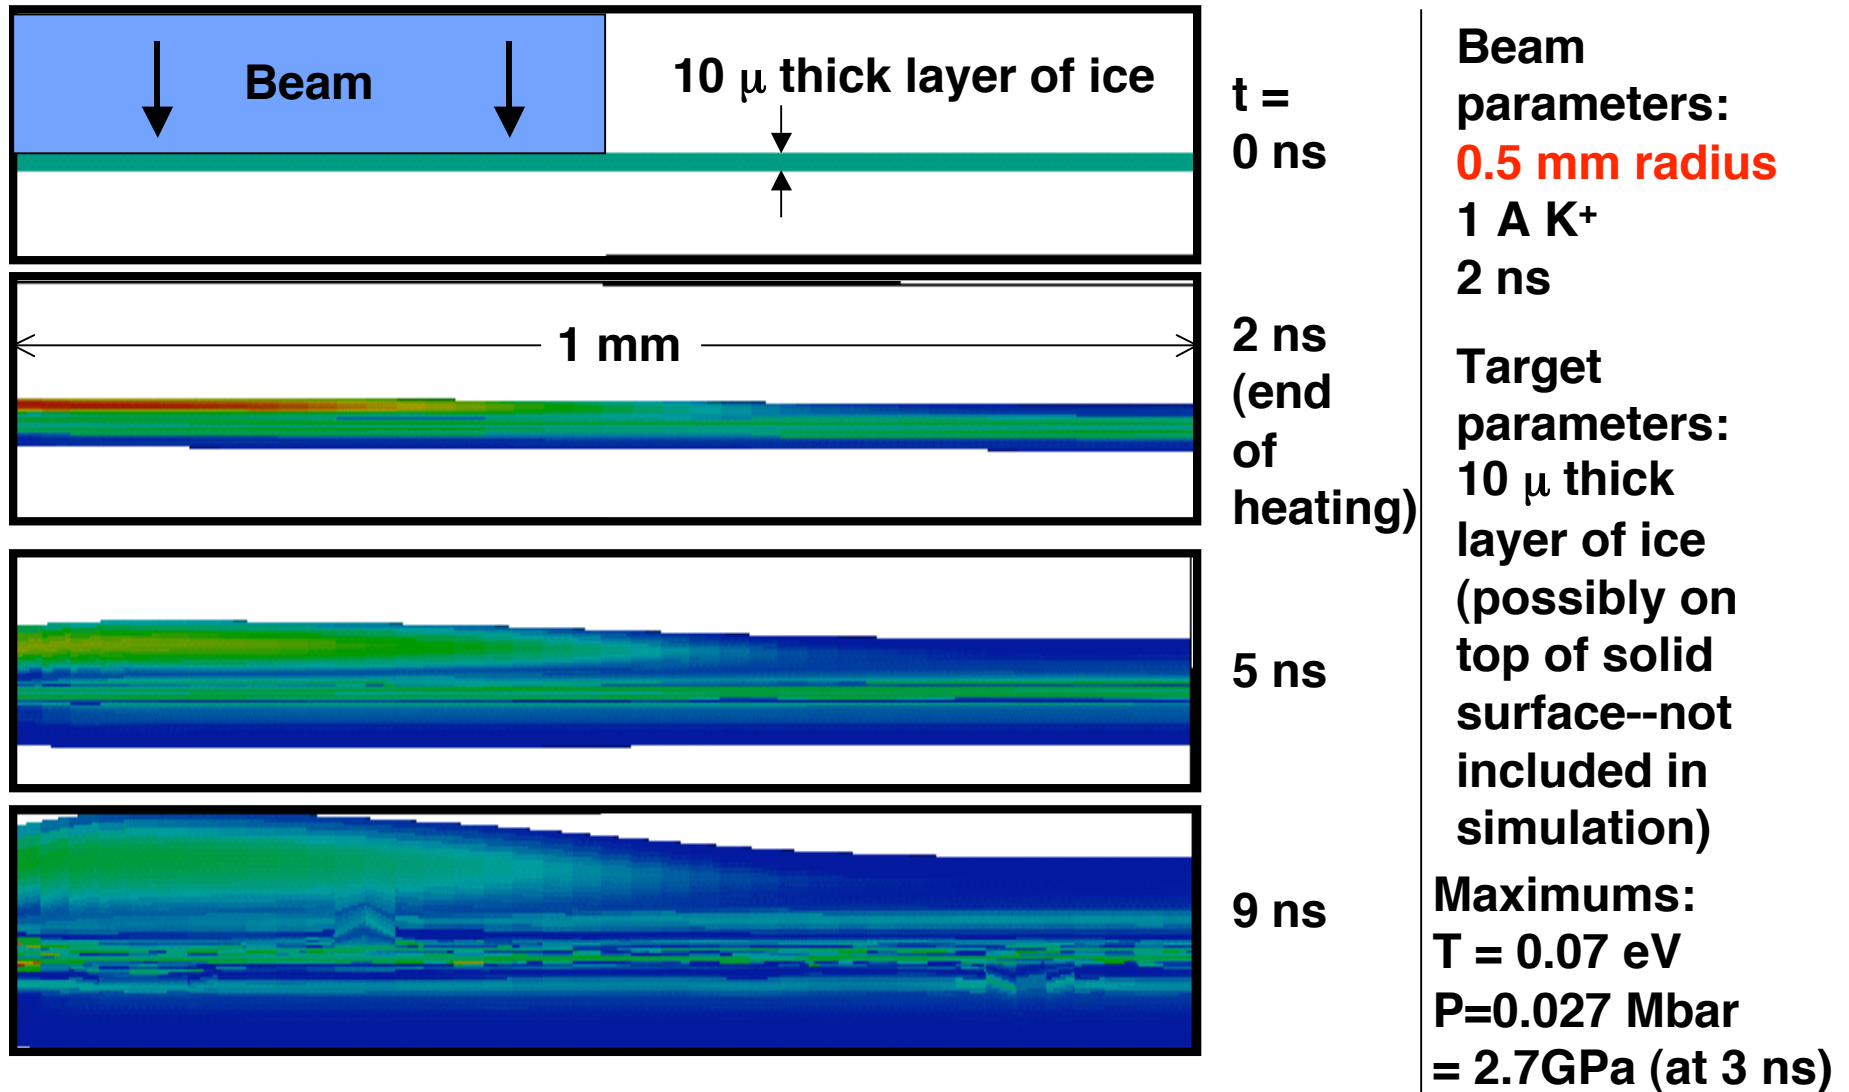 Beam
10 μ thick layer of ice
t =
0 ns
1 mm
2 ns
(end
of
heating)
5 ns
9 ns
Beam
parameters:
0.5 mm radius
1 A K+
2 ns
Target
parameters:
10 μ thick
layer of ice
(possibly on
top of solid
surface--not
included in
simulation)
Maximums:
T = 0.07 eV
P=0.027 Mbar
= 2.7GPa (at 3 ns)